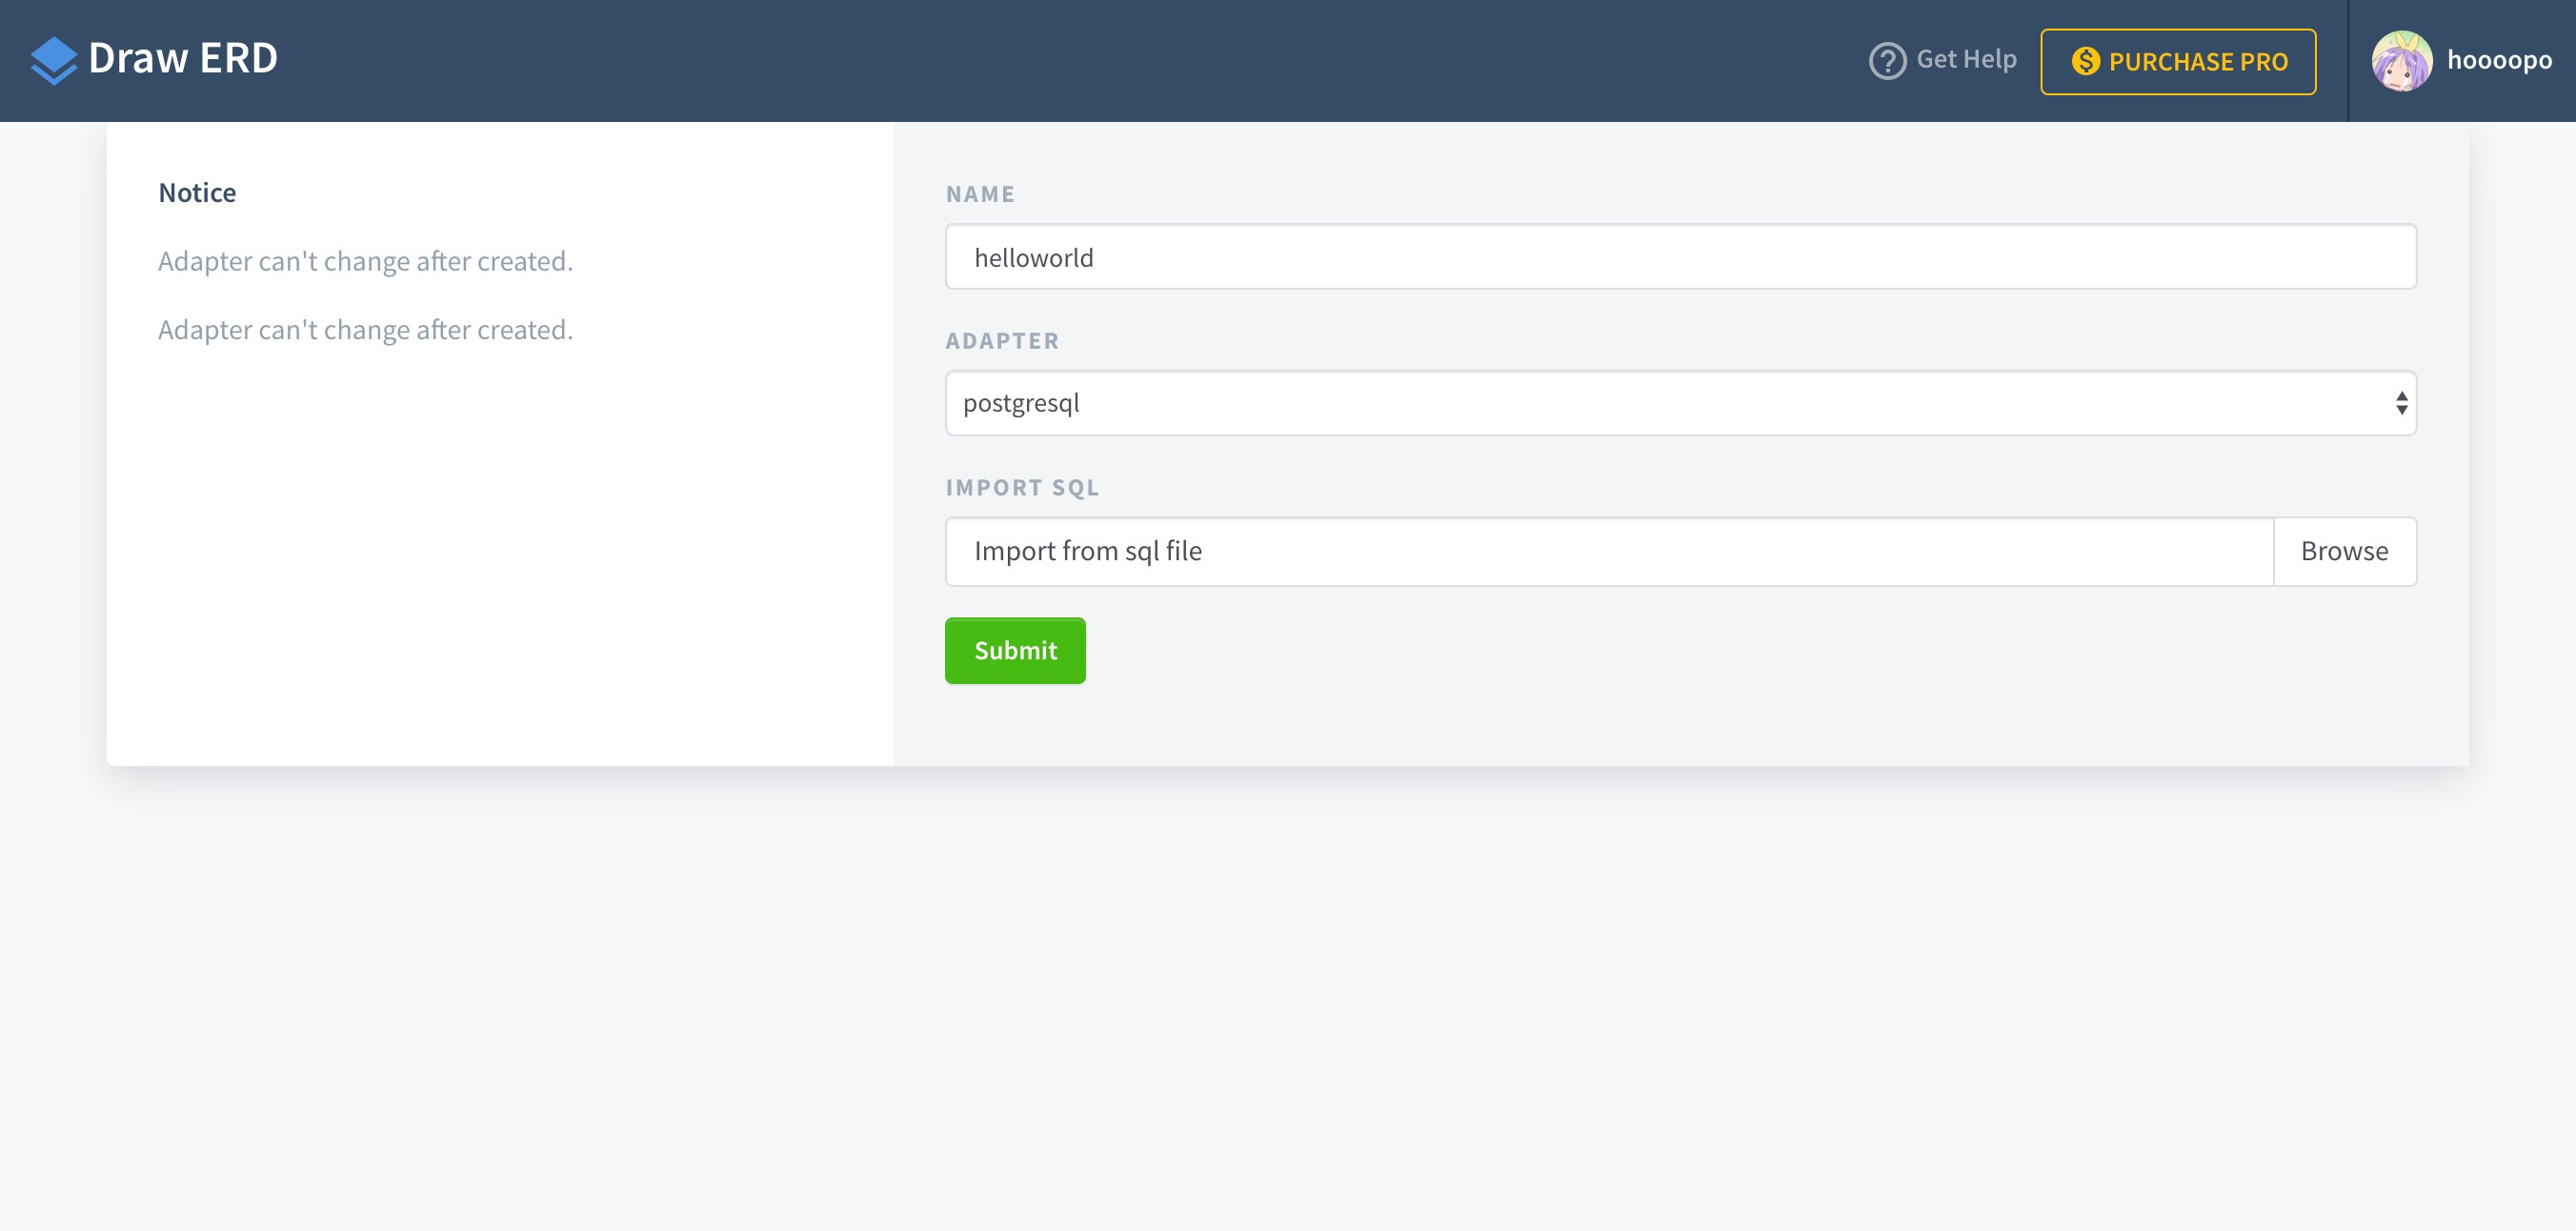 Draw ERD
Get Help
PURCHASE PRO
hoooopo
Notice
Adapter can't change after created.
Adapter can't change after created.
NAME
helloworld
ADAPTER
postgresql
IMPORT SQL
Import from sql file
Browse
Submit